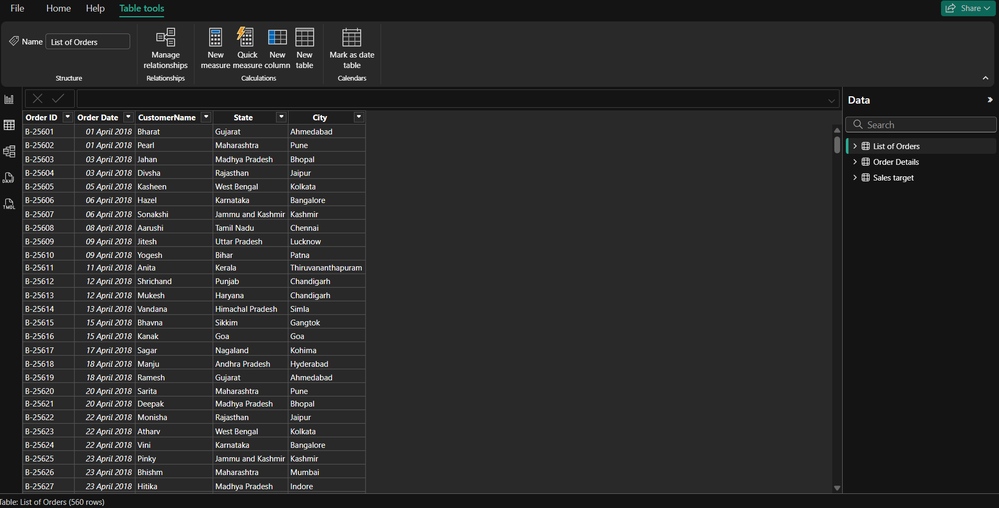 File Home Help Table tools Share
Name List of Orders
Manage relationships
New measure
Quick measure
New column
New table
Mark as date table
Structure Relationships Calculations Calendars
DAX
TMDL
Data
Search
List of Orders
Order Details
Sales target
Order ID Order Date CustomerName State City
B-25601 01 April 2018 Bharat Gujarat Ahmedabad
B-25602 01 April 2018 Pearl Maharashtra Pune
B-25603 03 April 2018 Jahan Madhya Pradesh Bhopal
B-25604 03 April 2018 Divsha Rajasthan Jaipur
B-25605 05 April 2018 Kasheen West Bengal Kolkata
B-25606 06 April 2018 Hazel Karnataka Bangalore
B-25607 06 April 2018 Sonakshi Jammu and Kashmir Kashmir
B-25608 08 April 2018 Aarushi Tamil Nadu Chennai
B-25609 09 April 2018 Jitesh Uttar Pradesh Lucknow
B-25610 09 April 2018 Yogesh Bihar Patna
B-25611 11 April 2018 Anita Kerala Thiruvananthapuram
B-25612 12 April 2018 Shrichand Punjab Chandigarh
B-25613 12 April 2018 Mukesh Haryana Chandigarh
B-25614 13 April 2018 Vandana Himachal Pradesh Simla
B-25615 15 April 2018 Bhavna Sikkim Gangtok
B-25616 15 April 2018 Kanak Goa Goa
B-25617 17 April 2018 Sagar Nagaland Kohima
B-25618 18 April 2018 Manju Andhra Pradesh Hyderabad
B-25619 18 April 2018 Ramesh Gujarat Ahmedabad
B-25620 20 April 2018 Sarita Maharashtra Pune
B-25621 20 April 2018 Deepak Madhya Pradesh Bhopal
B-25622 22 April 2018 Monisha Rajasthan Jaipur
B-25623 22 April 2018 Atharv West Bengal Kolkata
B-25624 22 April 2018 Vini Karnataka Bangalore
B-25625 23 April 2018 Pinky Jammu and Kashmir Kashmir
B-25626 23 April 2018 Bhishm Maharashtra Mumbai
B-25627 23 April 2018 Hitika Madhya Pradesh Indore
Table: List of Orders (560 rows)